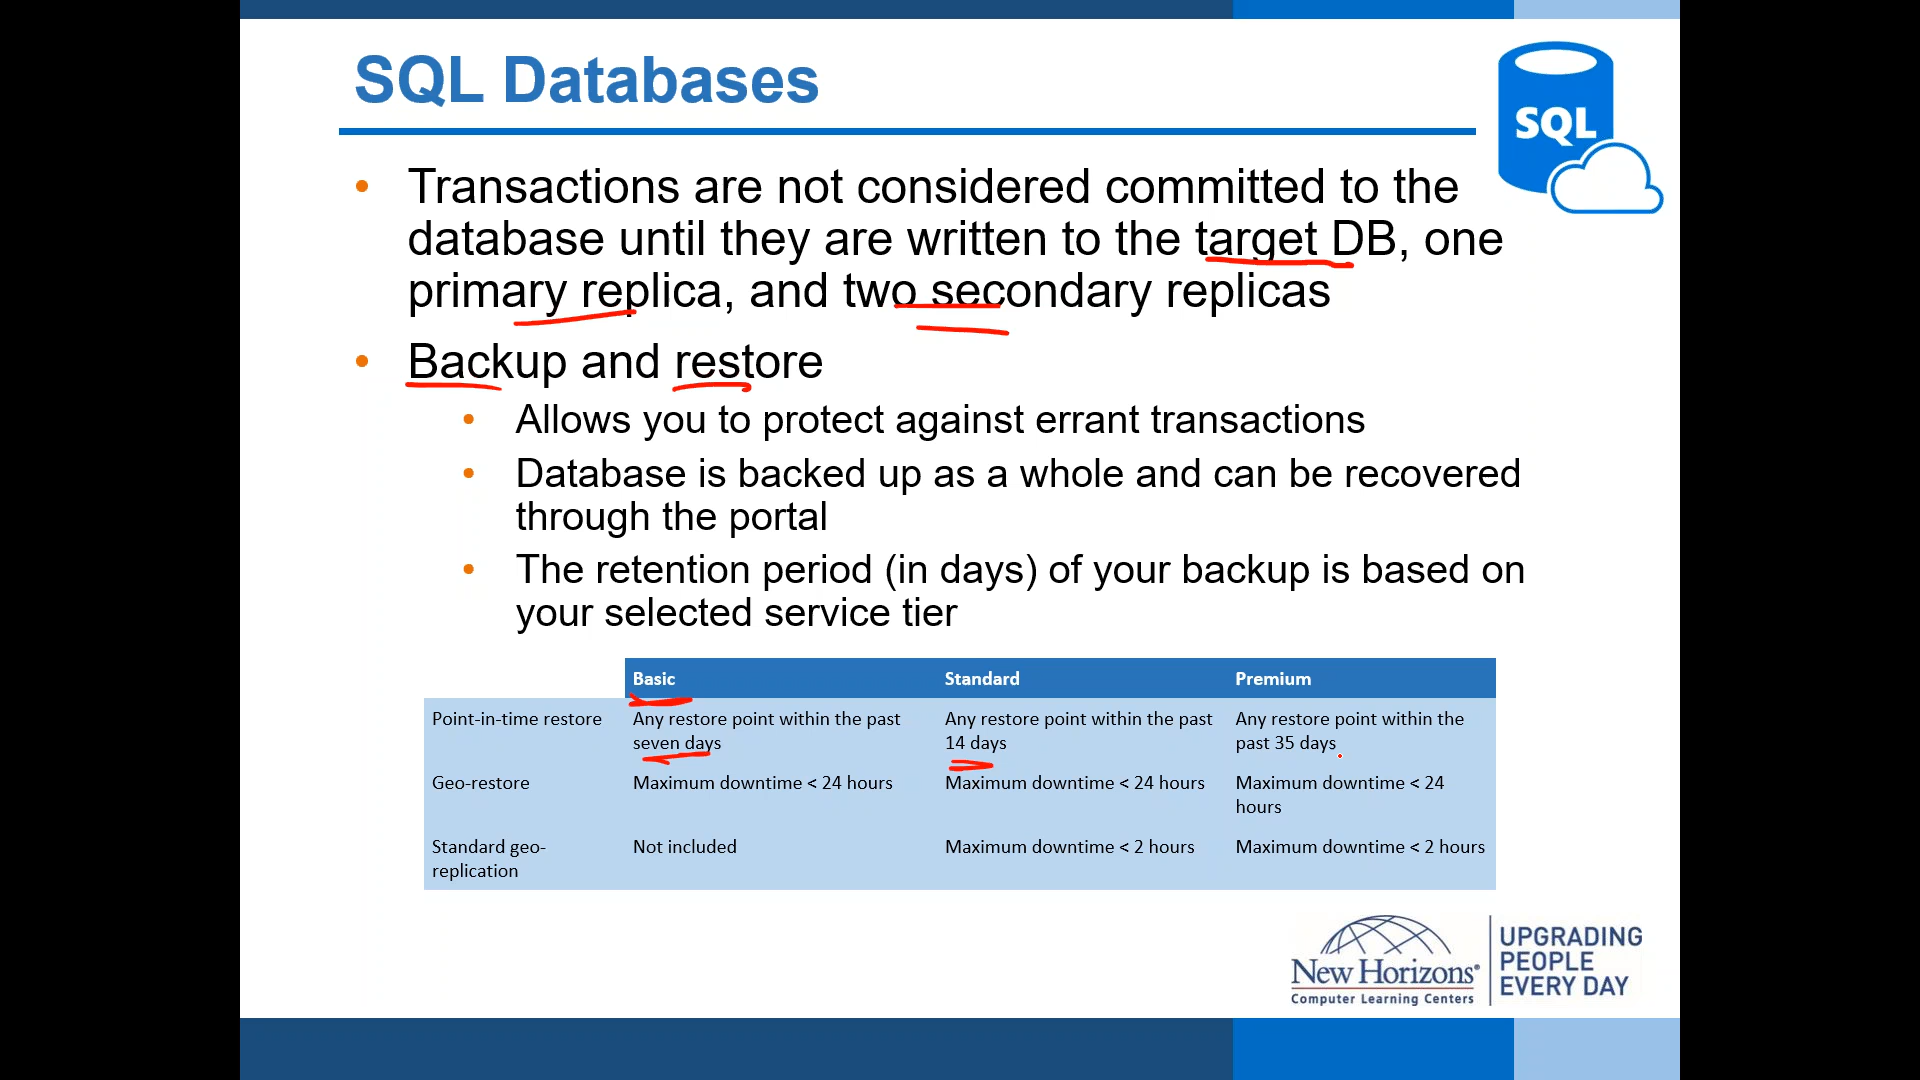 SQL Databases
SQL
• Transactions are not considered committed to the
database until they are written to the target DB, one
primary replica, and two secondary replicas
• Backup and restore
• Allows you to protect against errant transactions
• Database is backed up as a whole and can be recovered
through the portal
• The retention period (in days) of your backup is based on
your selected service tier
Basic Standard Premium
Point-in-time restore Any restore point within the past Any restore point within the past Any restore point within the
seven days 14 days past 35 days
Geo-restore Maximum downtime < 24 hours Maximum downtime < 24 hours Maximum downtime < 24
hours
Standard geo- Not included Maximum downtime < 2 hours Maximum downtime < 2 hours
replication
New Horizons®
Computer Learning Centers
UPGRADING
PEOPLE
EVERY DAY